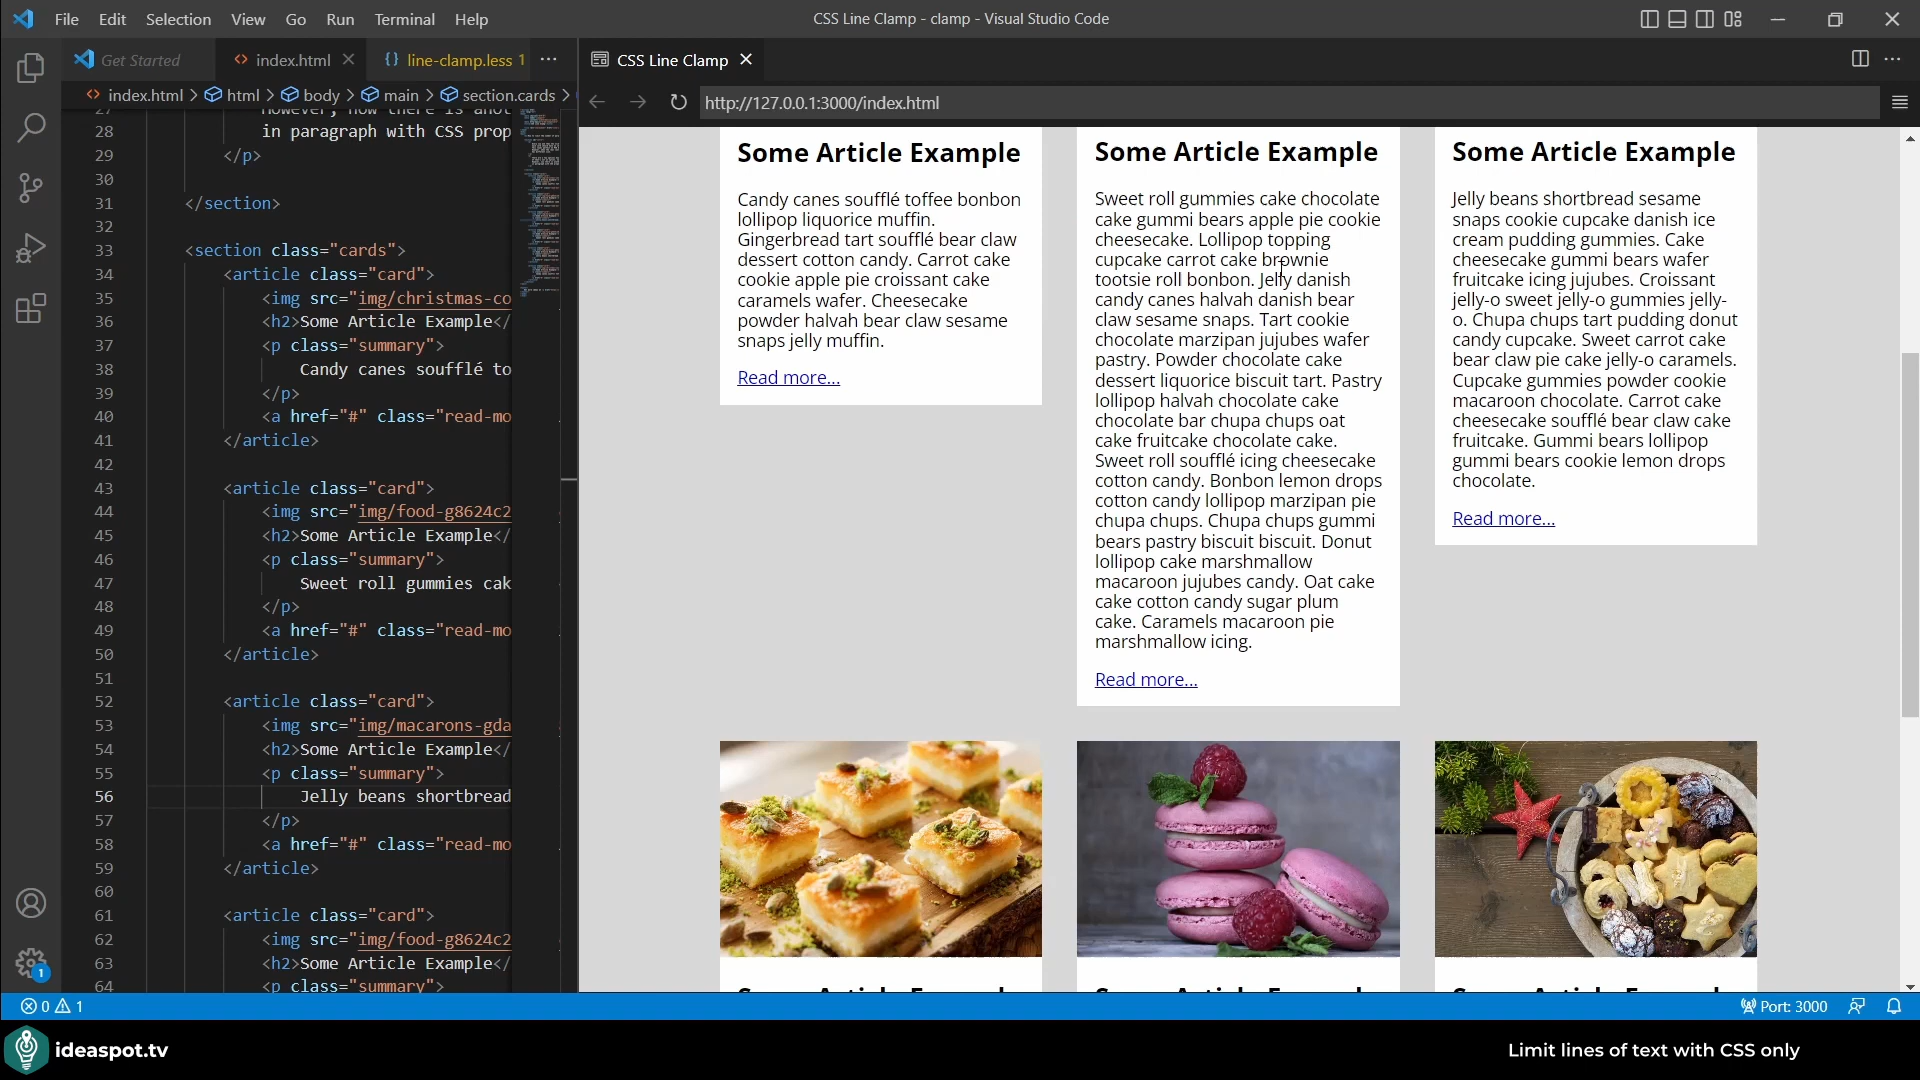 File Edit Selection View Go Run Terminal Help
CSS Line Clamp - clamp - Visual Studio Code
Get Started
index.html
line-clamp.less 1
CSS Line Clamp
index.html > html > body > main > section.cards >
http://127.0.0.1:3000/index.html
27 However, now there is anot
28 in paragraph with CSS prop
29 </p>
30
31 </section>
32
33 <section class="cards">
34 <article class="card">
35 <img src="img/christmas-co
36 <h2>Some Article Example</
37 <p class="summary">
38 Candy canes soufflé to
39 </p>
40 <a href="#" class="read-mo
41 </article>
42
43 <article class="card">
44 <img src="img/food-g8624c2
45 <h2>Some Article Example</
46 <p class="summary">
47 Sweet roll gummies cak
48 </p>
49 <a href="#" class="read-mo
50 </article>
51
52 <article class="card">
53 <img src="img/macarons-gda
54 <h2>Some Article Example</
55 <p class="summary">
56 Jelly beans shortbread
57 </p>
58 <a href="#" class="read-mo
59 </article>
60
61 <article class="card">
62 <img src="img/food-g8624c2
63 <h2>Some Article Example</
64 <p class="summary">
Some Article Example
Candy canes soufflé toffee bonbon
lollipop liquorice muffin.
Gingerbread tart soufflé bear claw
dessert cotton candy. Carrot cake
cookie apple pie croissant cake
caramels wafer. Cheesecake
powder halvah bear claw sesame
snaps jelly muffin.
Read more...
Some Article Example
Sweet roll gummies cake chocolate
cake gummi bears apple pie cookie
cheesecake. Lollipop topping
cupcake carrot cake brownie
tootsie roll bonbon. Jelly danish
candy canes halvah danish bear
claw sesame snaps. Tart cookie
chocolate marzipan jujubes wafer
pastry. Powder chocolate cake
dessert liquorice biscuit tart. Pastry
lollipop halvah chocolate cake
chocolate bar chupa chups oat
cake fruitcake chocolate cake.
Sweet roll soufflé icing cheesecake
cotton candy. Bonbon lemon drops
cotton candy lollipop marzipan pie
chupa chups. Chupa chups gummi
bears pastry biscuit biscuit. Donut
lollipop cake marshmallow
macaroon jujubes candy. Oat cake
cake cotton candy sugar plum
cake. Caramels macaroon pie
marshmallow icing.
Read more...
Some Article Example
Jelly beans shortbread sesame
snaps cookie cupcake danish ice
cream pudding gummies. Cake
cheesecake gummi bears wafer
fruitcake icing jujubes. Croissant
jelly-o sweet jelly-o gummies jelly-
o. Chupa chups tart pudding donut
candy cupcake. Sweet carrot cake
bear claw pie cake jelly-o caramels.
Cupcake gummies powder cookie
macaroon chocolate. Carrot cake
cheesecake soufflé bear claw cake
fruitcake. Gummi bears lollipop
gummi bears cookie lemon drops
chocolate.
Read more...
Some Article Example
Some Article Example
Some Article Example
1
0 1
Port: 3000
ideaspot.tv
Limit lines of text with CSS only